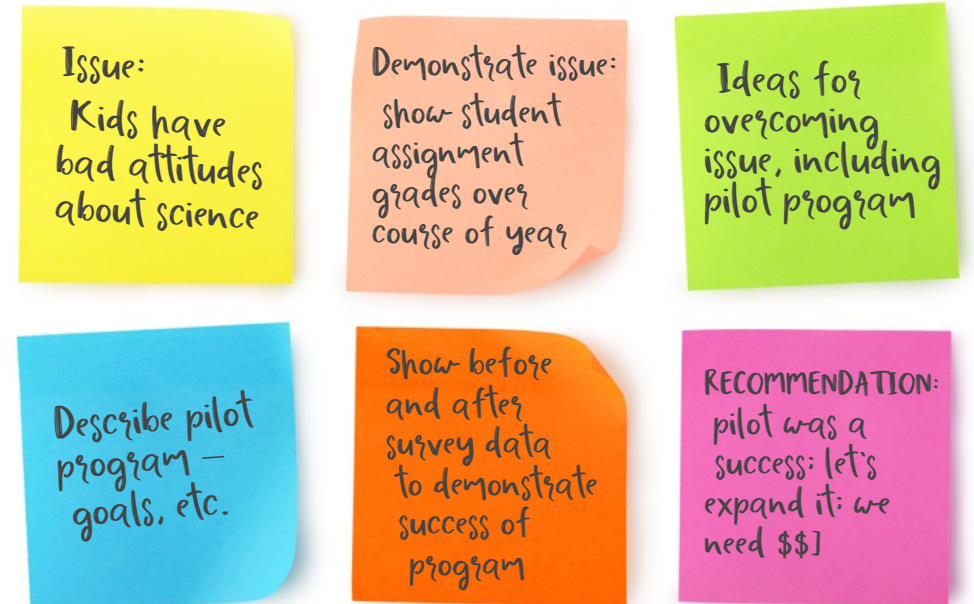 Issue:
Kids have
bad attitudes
about science
Demonstrate issue:
show student
assignment
grades over
course of year
Ideas for
overcoming
issue, including
pilot program
Describe pilot
program –
goals, etc.
Show before
and after
survey data
to demonstrate
success of
program
RECOMMENDATION:
pilot was a
success: let's
expand it: we
need $$]